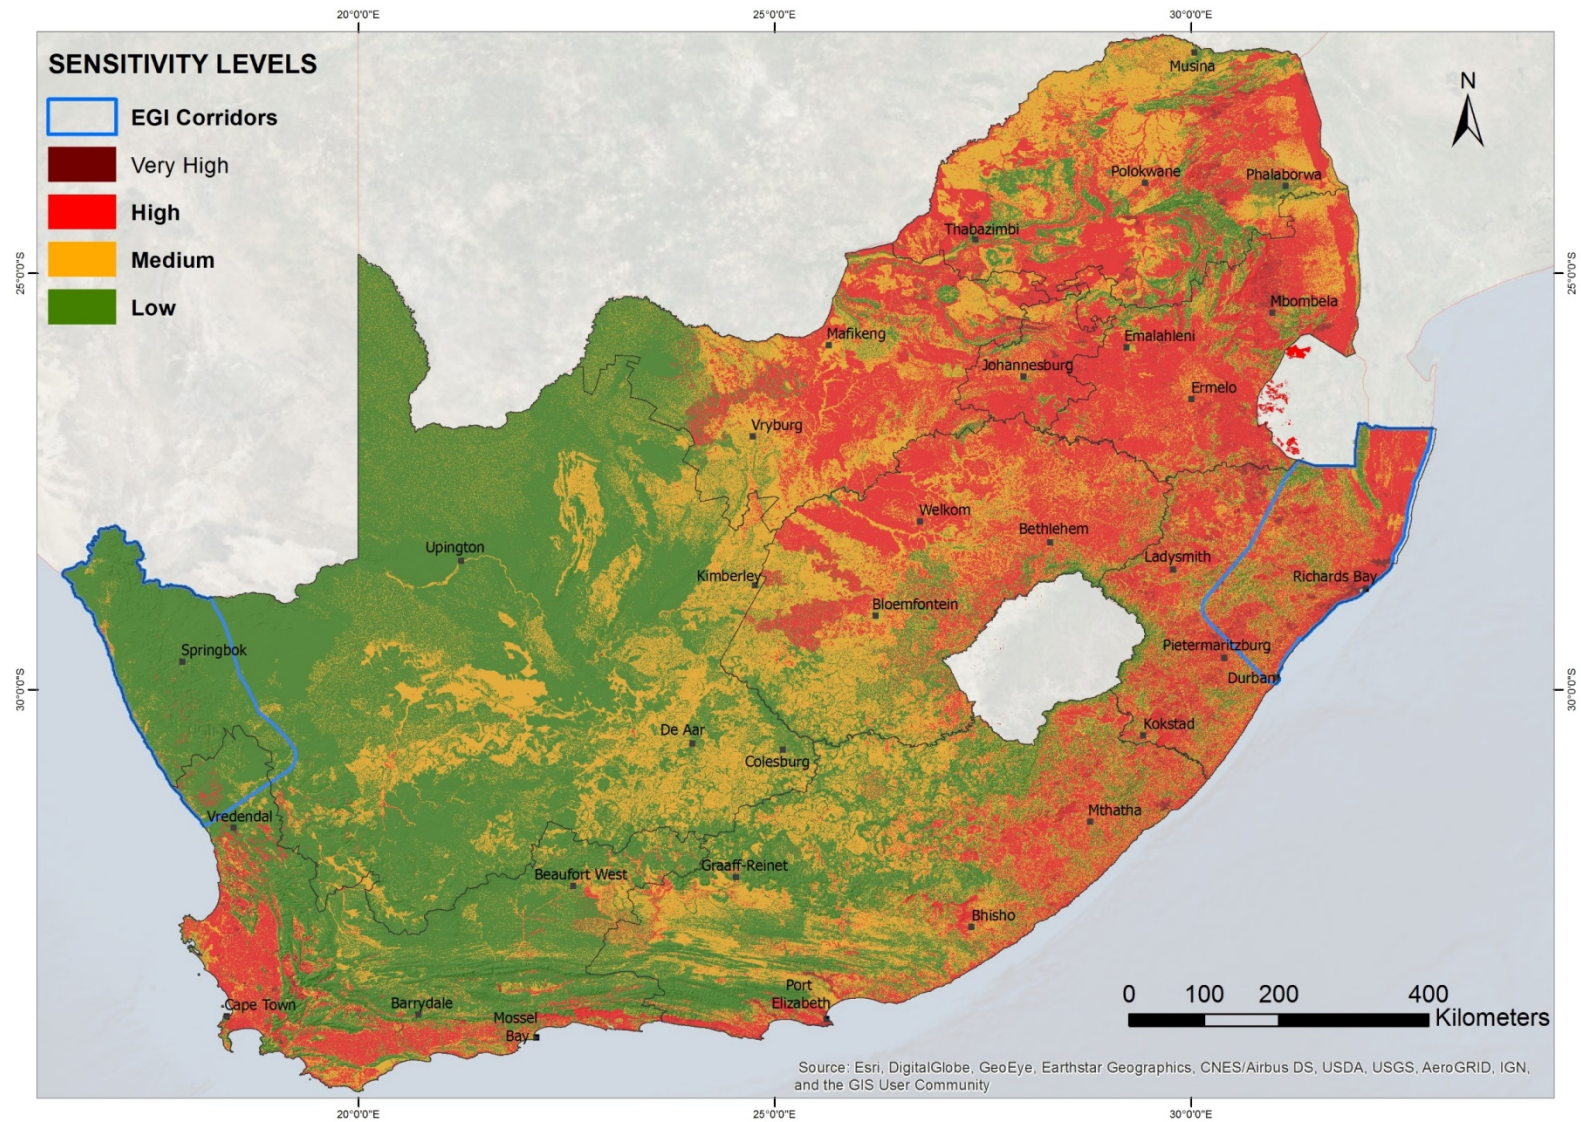 20°0'0"E
25°0'0"E
30°0'0"E
SENSITIVITY LEVELS
EGI Corridors
Very High
High
Medium
Low
N
Musina
Polokwane
Phalaborwa
Thabazimbi
25°0'0"S
25°0'0"S
Mbombela
Mafikeng
Emalahleni
Johannesburg
Ermelo
Vryburg
Welkom
Bethlehem
Upington
Ladysmith
Kimberley
Richards Bay
Bloemfontein
Springbok
Pietermaritzburg
Durban
30°0'0"S
30°0'0"S
De Aar
Kokstad
Colesburg
Vredendal
Mthatha
Beaufort West
Graaff-Reinet
Bhisho
Port
Elizabeth
Cape Town
Barrydale
Mossel
Bay
0 100 200 400
Kilometers
Source: Esri, DigitalGlobe, GeoEye, Earthstar Geographics, CNES/Airbus DS, USDA, USGS, AeroGRID, IGN,
and the GIS User Community
20°0'0"E
25°0'0"E
30°0'0"E